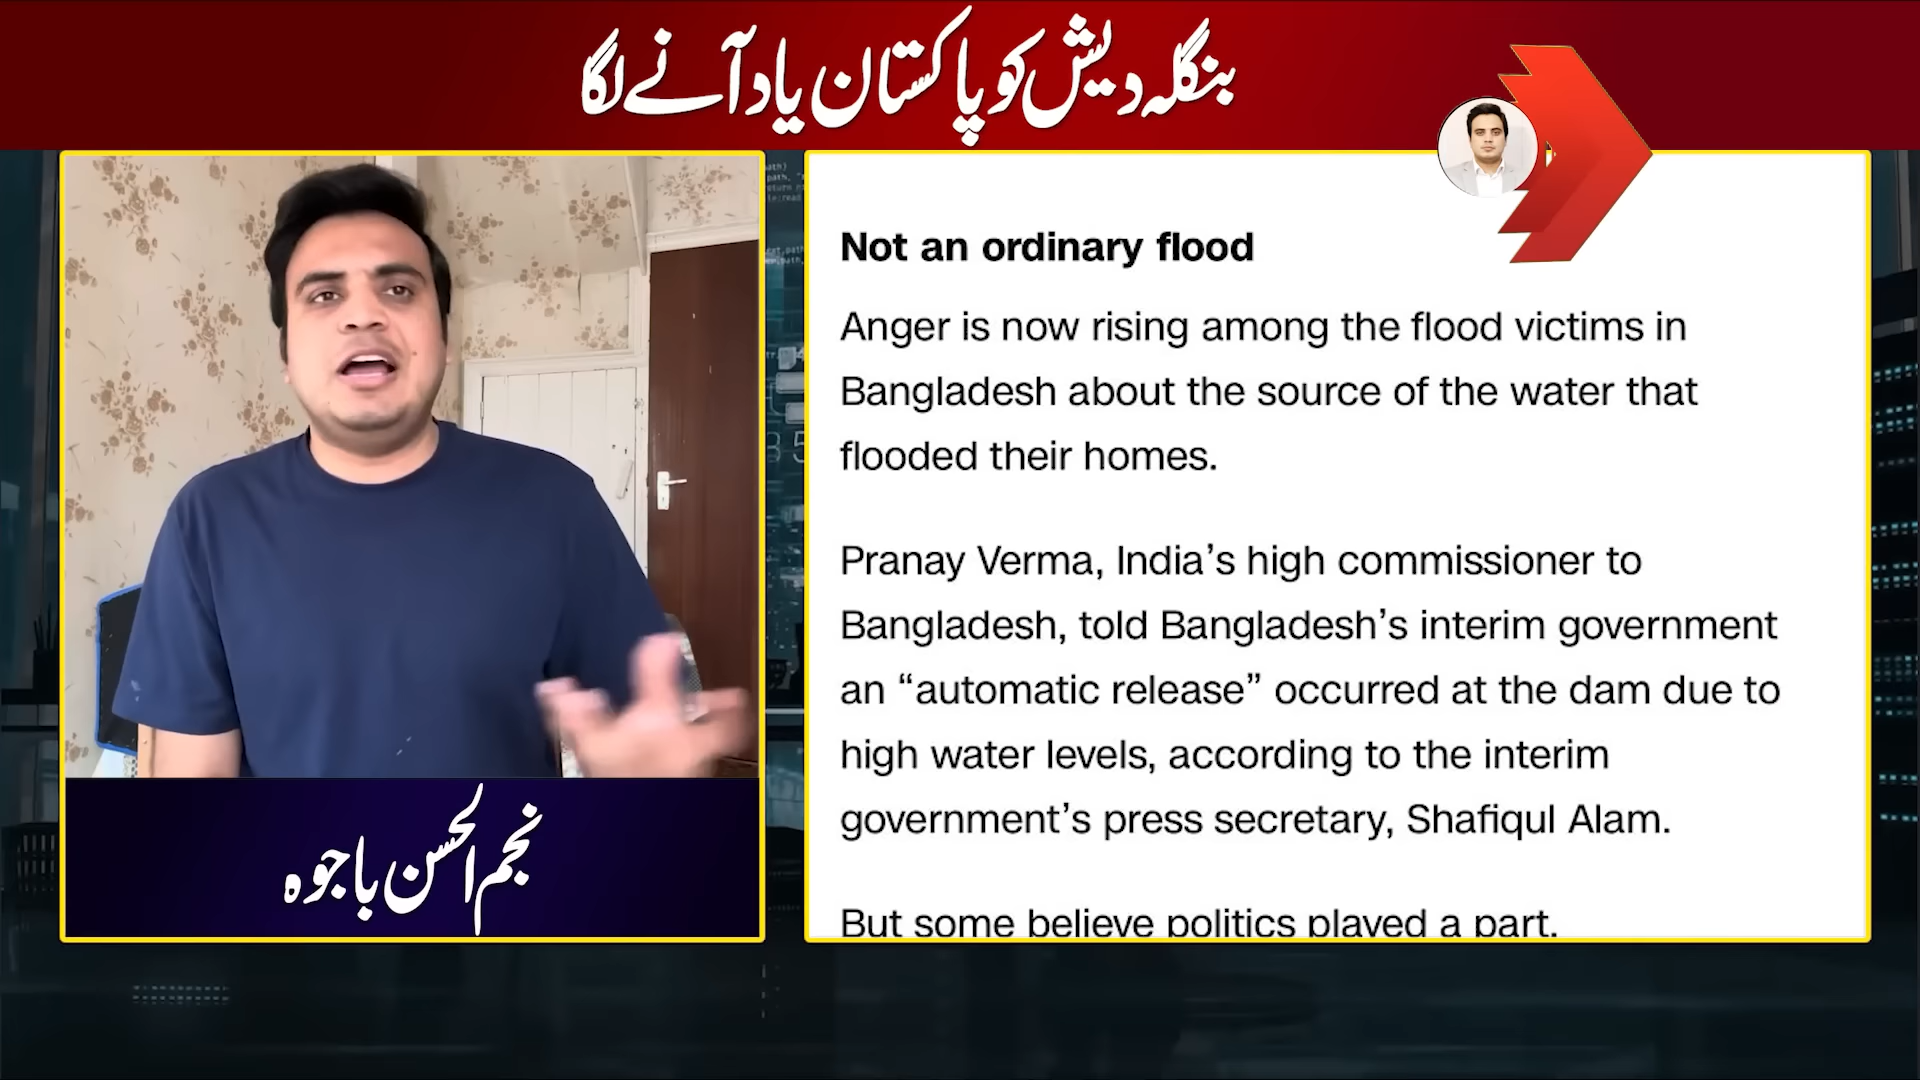 بنگلہ دیش کو پاکستان یاد آنے لگا
Not an ordinary flood
Anger is now rising among the flood victims in
Bangladesh about the source of the water that
flooded their homes.
Pranay Verma, India’s high commissioner to
Bangladesh, told Bangladesh’s interim government
an “automatic release” occurred at the dam due to
high water levels, according to the interim
government’s press secretary, Shafiqul Alam.
But some believe politics played a part.
نجم الحسن باجوہ